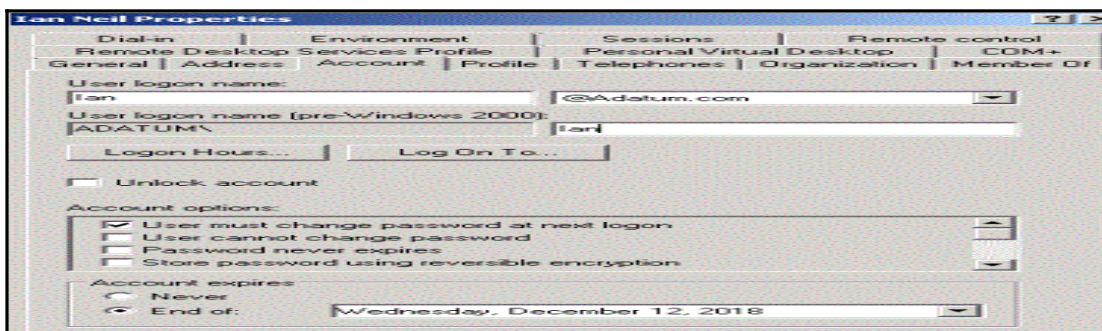 Ian Neil Properties
Dial-in Environment Sessions Remote control
Remote Desktop Services Profile Personal Virtual Desktop COM+
General Address Account Profile Telephones Organization Member Of
User logon name:
Ian @Adatum.com
User logon name (pre-Windows 2000):
ADATUM\ Ian
Logon Hours... Log On To...
Unlock account
Account options:
User must change password at next logon
User cannot change password
Password never expires
Store password using reversible encryption
Account expires
Never
End of: Wednesday, December 12, 2018